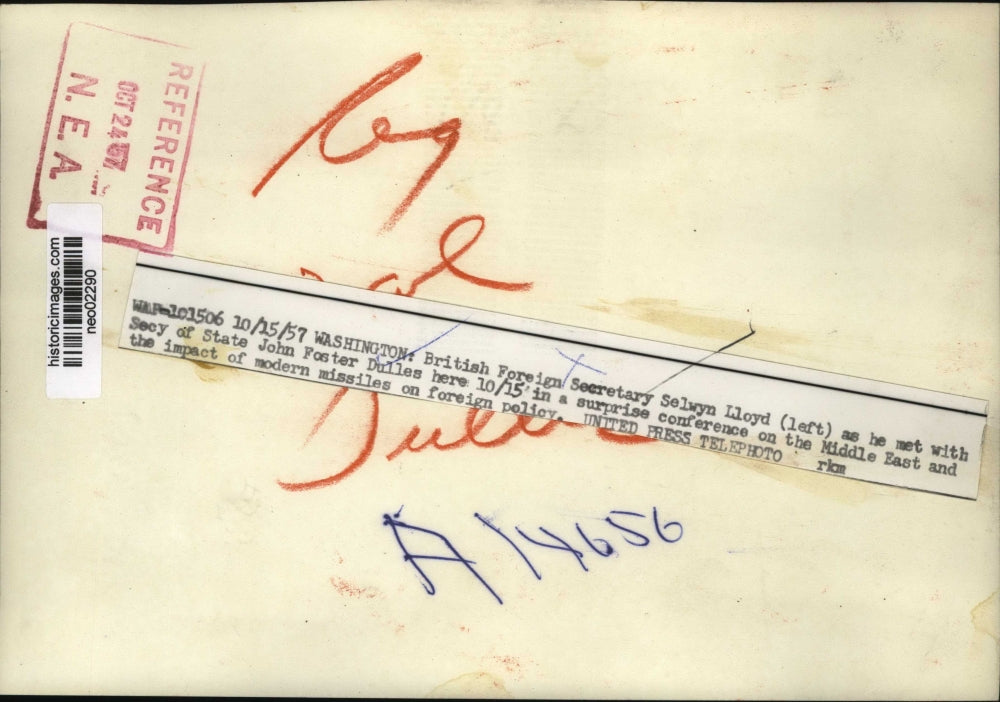 REFERENCE
OCT 24 '57
N. E. A.
historicimages.com
neo02290
WAP-101506 10/15/57 WASHINGTON: British Foreign Secretary Selwyn Lloyd (left) as he met with
Secy of State John Foster Dulles here 10/15 in a surprise conference on the Middle East and
the impact of modern missiles on foreign policy. UNITED PRESS TELEPHOTO rkm
A 14656